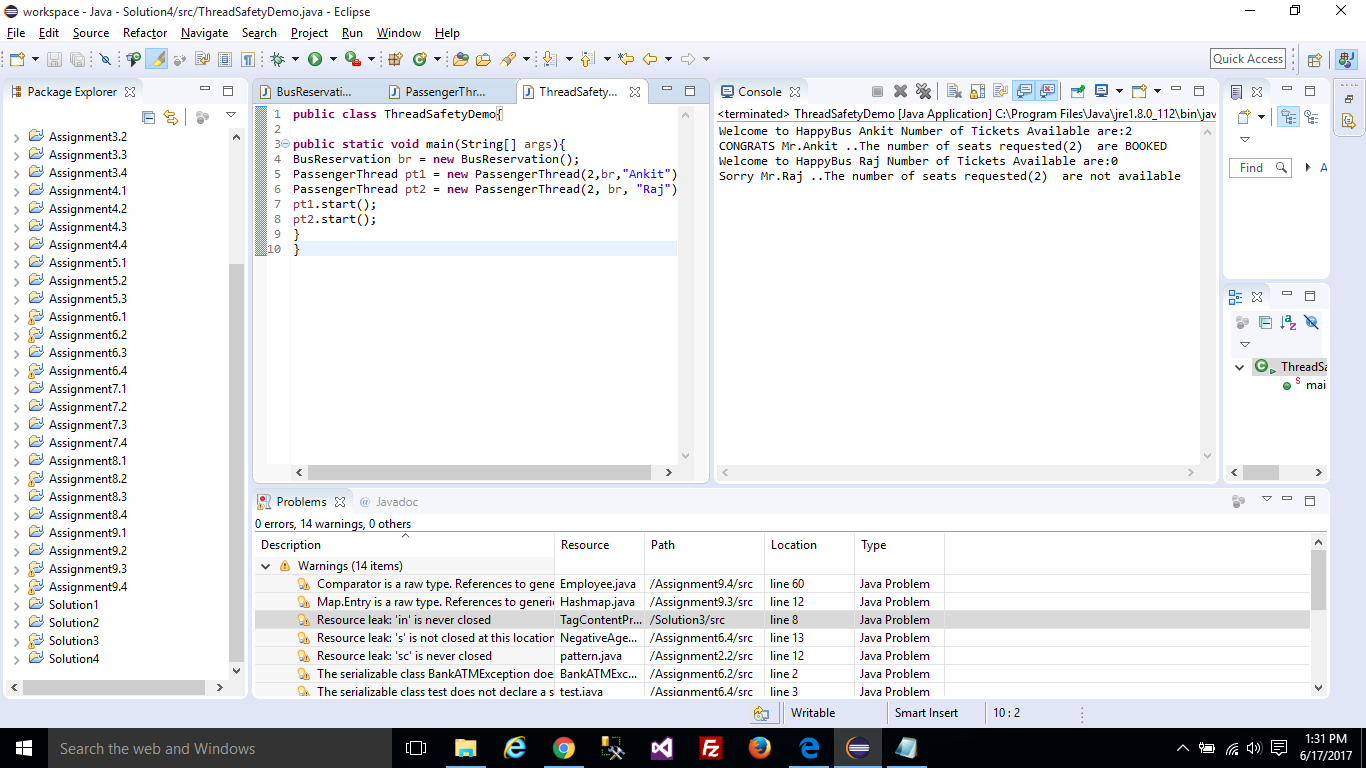 workspace - Java - Solution4/src/ThreadSafetyDemo.java - Eclipse
File Edit Source Refactor Navigate Search Project Run Window Help
Quick Access
Package Explorer
Assignment3.2
Assignment3.3
Assignment3.4
Assignment4.1
Assignment4.2
Assignment4.3
Assignment4.4
Assignment5.1
Assignment5.2
Assignment5.3
Assignment6.1
Assignment6.2
Assignment6.3
Assignment6.4
Assignment7.1
Assignment7.2
Assignment7.3
Assignment7.4
Assignment8.1
Assignment8.2
Assignment8.3
Assignment8.4
Assignment9.1
Assignment9.2
Assignment9.3
Assignment9.4
Solution1
Solution2
Solution3
Solution4
BusReservati... PassengerThr... ThreadSafety...
1 public class ThreadSafetyDemo{
2
3 public static void main(String[] args){
4 BusReservation br = new BusReservation();
5 PassengerThread pt1 = new PassengerThread(2,br,"Ankit")
6 PassengerThread pt2 = new PassengerThread(2, br, "Raj")
7 pt1.start();
8 pt2.start();
9 }
10 }
Console
<terminated> ThreadSafetyDemo [Java Application] C:\Program Files\Java\jre1.8.0_112\bin\jav
Welcome to HappyBus Ankit Number of Tickets Available are:2
CONGRATS Mr.Ankit ..The number of seats requested(2)  are BOOKED
Welcome to HappyBus Raj Number of Tickets Available are:0
Sorry Mr.Raj ..The number of seats requested(2)  are not available
Find A
ThreadSa
S mai
Problems @ Javadoc
0 errors, 14 warnings, 0 others
Description Resource Path Location Type
Warnings (14 items)
Comparator is a raw type. References to gene Employee.java /Assignment9.4/src line 60 Java Problem
Map.Entry is a raw type. References to generi Hashmap.java /Assignment9.3/src line 12 Java Problem
Resource leak: 'in' is never closed TagContentPr... /Solution3/src line 8 Java Problem
Resource leak: 's' is not closed at this location NegativeAge... /Assignment6.4/src line 13 Java Problem
Resource leak: 'sc' is never closed pattern.java /Assignment2.2/src line 12 Java Problem
The serializable class BankATMException doe BankATMExc... /Assignment6.2/src line 2 Java Problem
The serializable class test does not declare a s test.java /Assignment6.4/src line 3 Java Problem
Writable Smart Insert 10 : 2
Search the web and Windows
1:31 PM
6/17/2017